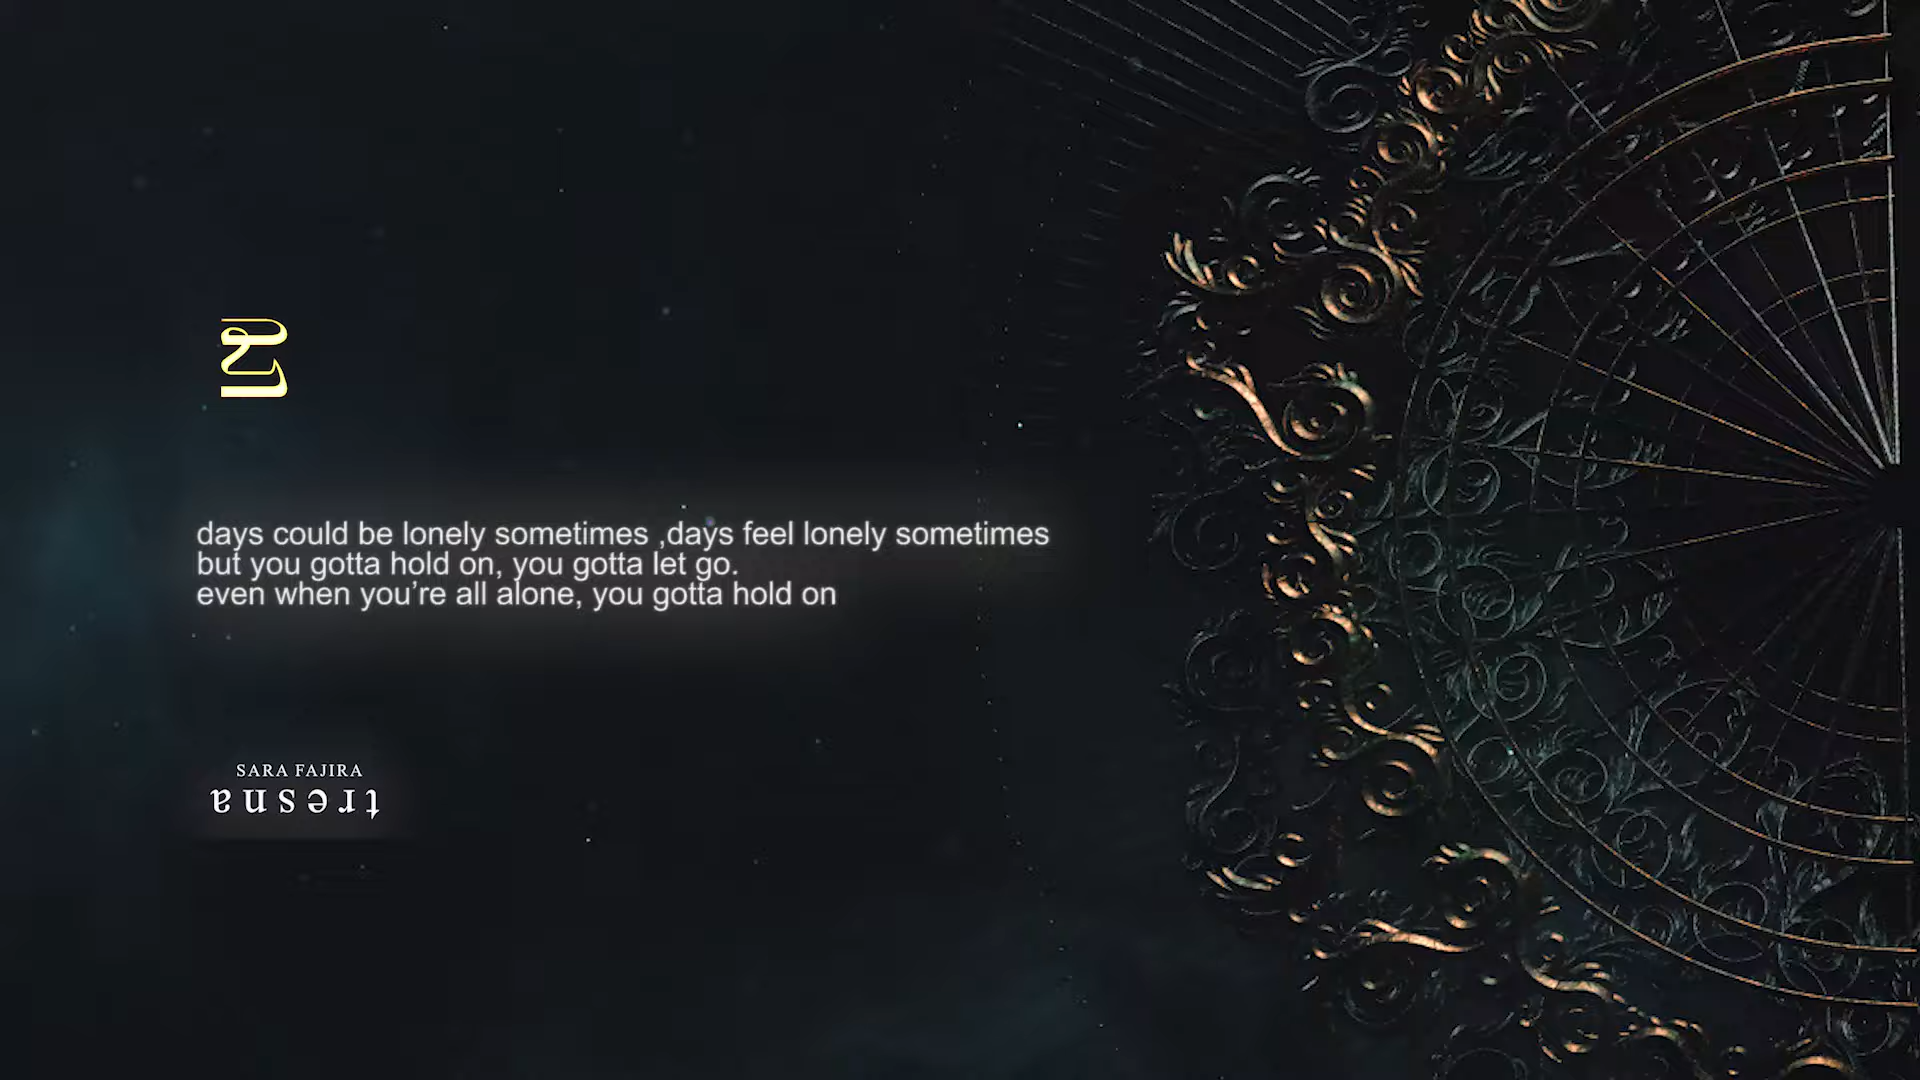 days could be lonely sometimes ,days feel lonely sometimes
but you gotta hold on, you gotta let go.
even when you’re all alone, you gotta hold on
SARA FAJIRA
tresna